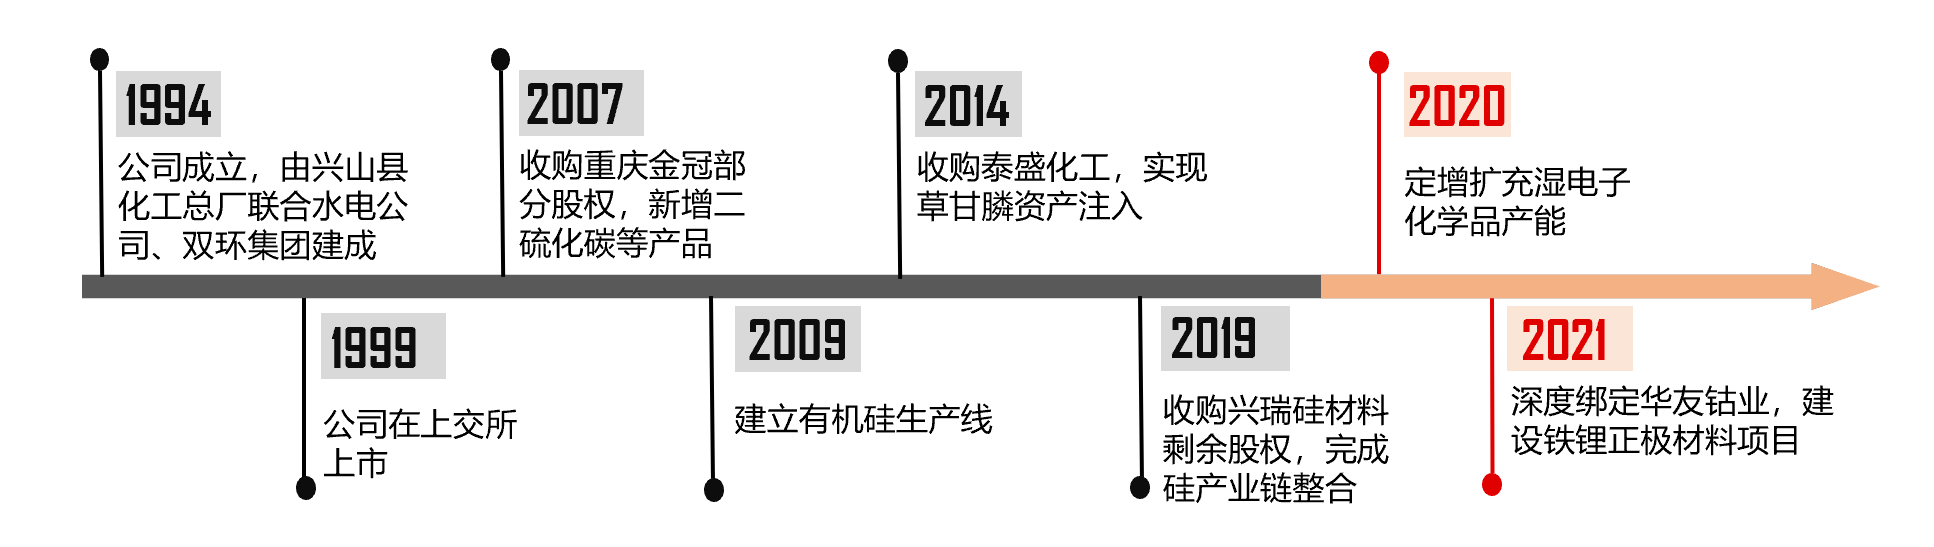 1994
公司成立，由兴山县
化工总厂联合水电公
司、双环集团建成
1999
公司在上交所
上市
2007
收购重庆金冠部
分股权，新增二
硫化碳等产品
2009
建立有机硅生产线
2014
收购泰盛化工，实现
草甘膦资产注入
2019
收购兴瑞硅材料
剩余股权，完成
硅产业链整合
2020
定增扩充湿电子
化学品产能
2021
深度绑定华友钴业，建
设铁锂正极材料项目